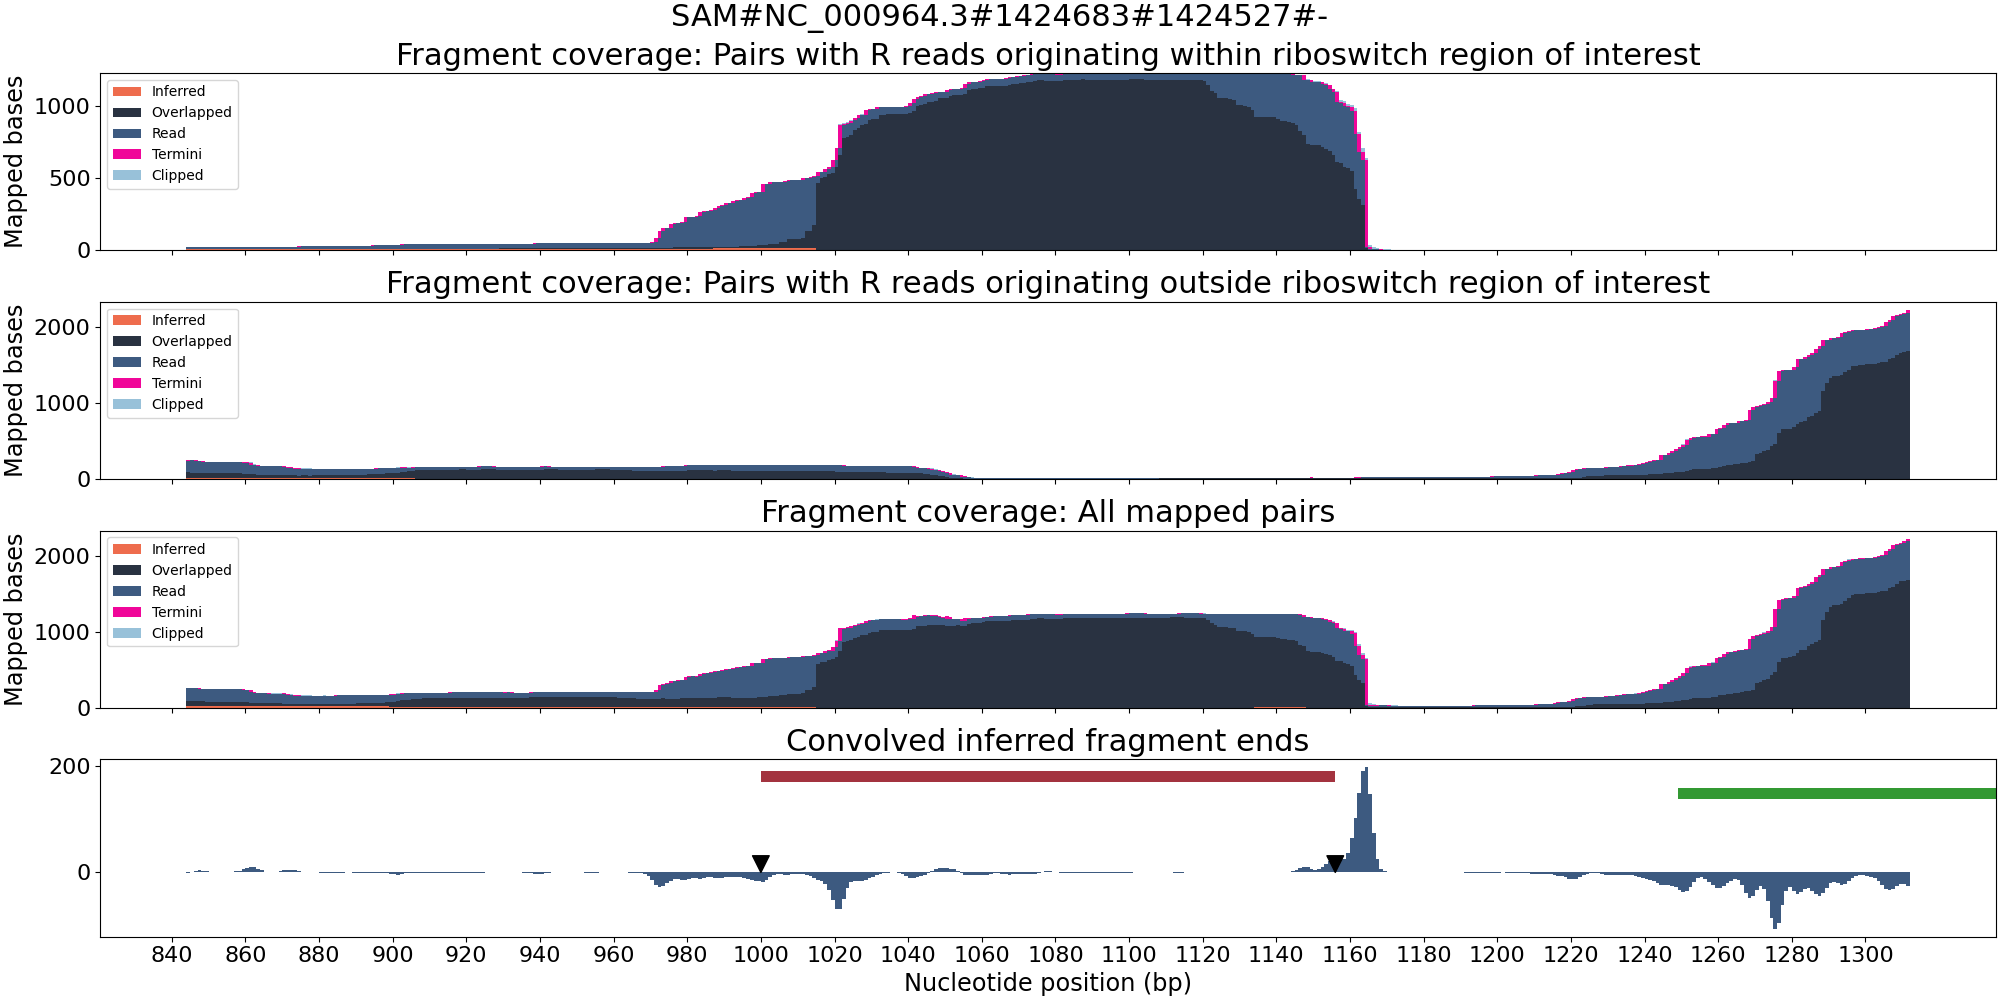 SAM#NC_000964.3#1424683#1424527#-
Fragment coverage: Pairs with R reads originating within riboswitch region of interest
Mapped bases
1000
500
0
Inferred
Overlapped
Read
Termini
Clipped
Fragment coverage: Pairs with R reads originating outside riboswitch region of interest
Mapped bases
2000
1000
0
Inferred
Overlapped
Read
Termini
Clipped
Fragment coverage: All mapped pairs
Mapped bases
2000
1000
0
Inferred
Overlapped
Read
Termini
Clipped
Convolved inferred fragment ends
200
0
840 860 880 900 920 940 960 980 1000 1020 1040 1060 1080 1100 1120 1140 1160 1180 1200 1220 1240 1260 1280 1300
Nucleotide position (bp)